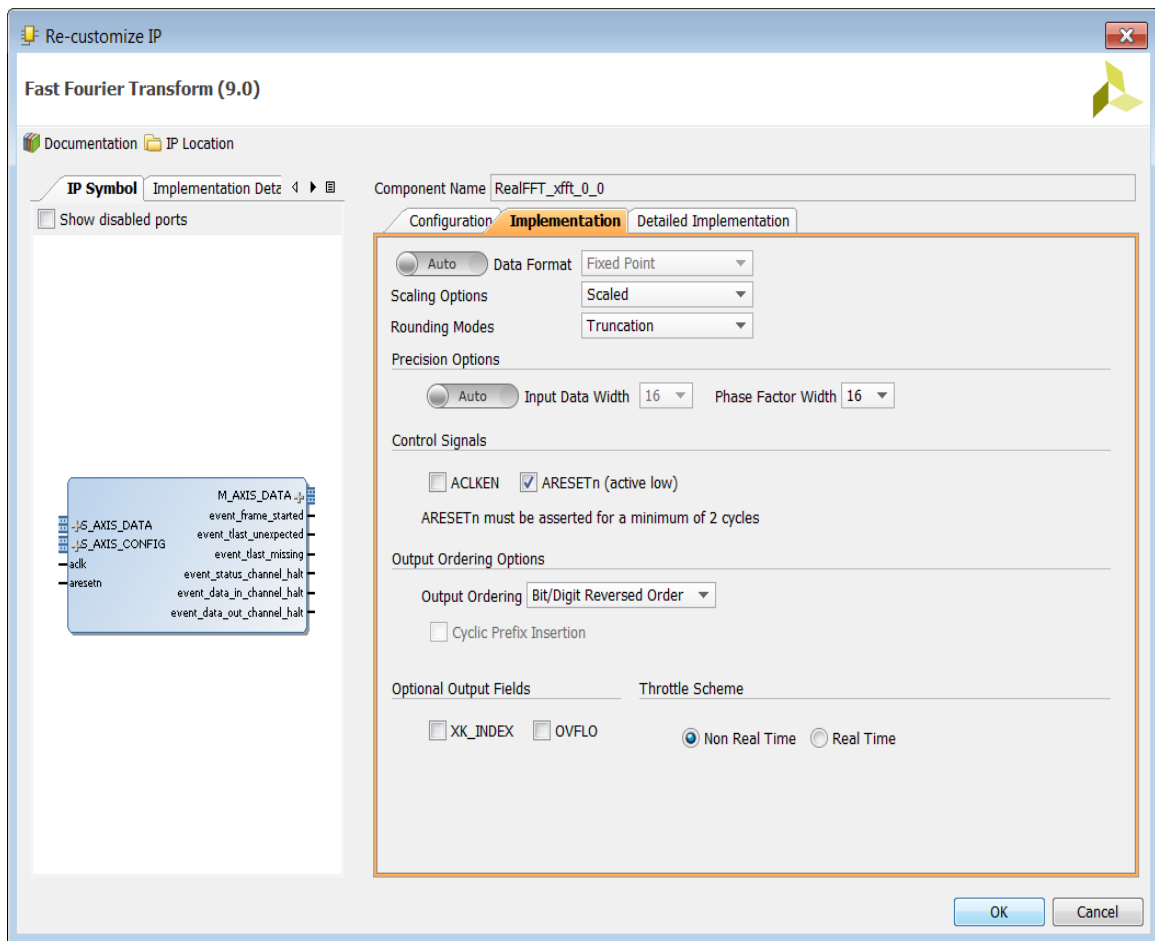 Re-customize IP
Fast Fourier Transform (9.0)
Documentation IP Location
IP Symbol Implementation Deta
Show disabled ports
M_AXIS_DATA
event_frame_started
S_AXIS_DATA
event_tlast_unexpected
S_AXIS_CONFIG
event_tlast_missing
aclk
event_status_channel_halt
aresetn
event_data_in_channel_halt
event_data_out_channel_halt
Component Name RealFFT_xfft_0_0
Configuration Implementation Detailed Implementation
Auto Data Format Fixed Point
Scaling Options Scaled
Rounding Modes Truncation
Precision Options
Auto Input Data Width 16 Phase Factor Width 16
Control Signals
ACLKEN ARESETn (active low)
ARESETn must be asserted for a minimum of 2 cycles
Output Ordering Options
Output Ordering Bit/Digit Reversed Order
Cyclic Prefix Insertion
Optional Output Fields Throttle Scheme
XK_INDEX OVFLO Non Real Time Real Time
OK Cancel